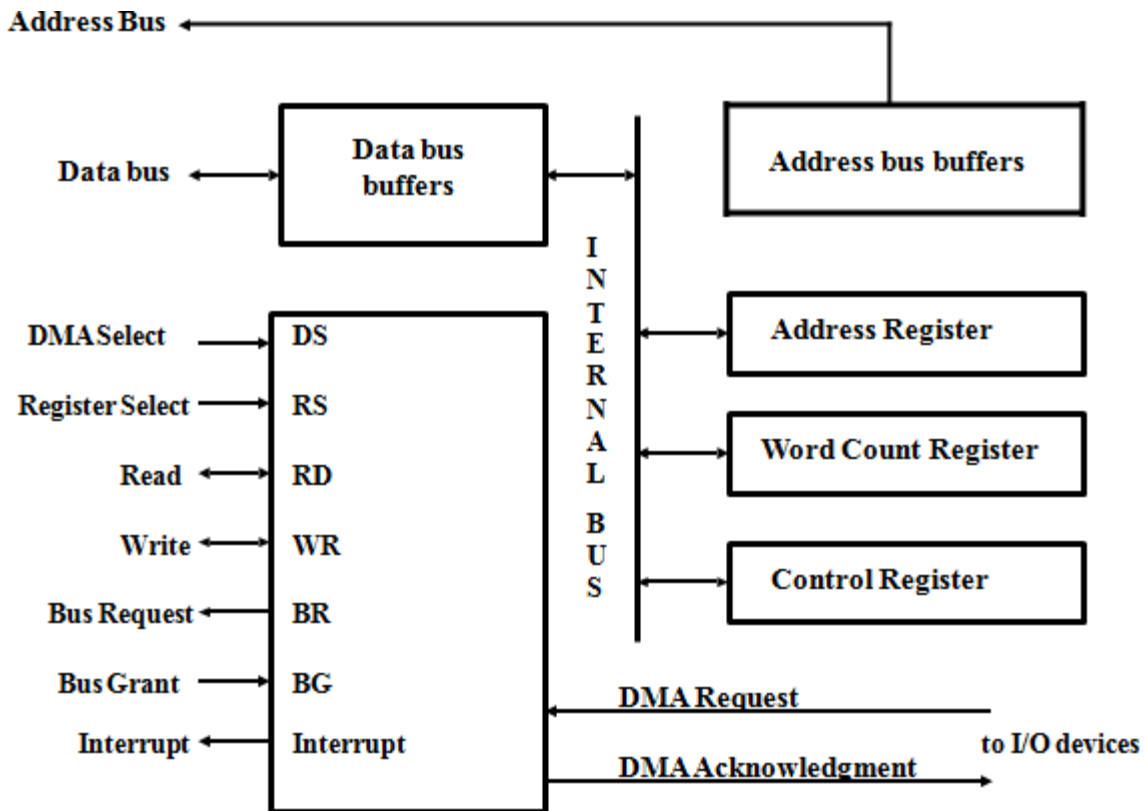 Address Bus
Data bus
Data bus
buffers
Address bus buffers
INTERNAL BUS
Address Register
Word Count Register
Control Register
DMA Select
DS
Register Select
RS
Read
RD
Write
WR
Bus Request
BR
Bus Grant
BG
Interrupt
Interrupt
DMA Request
to I/O devices
DMA Acknowledgment